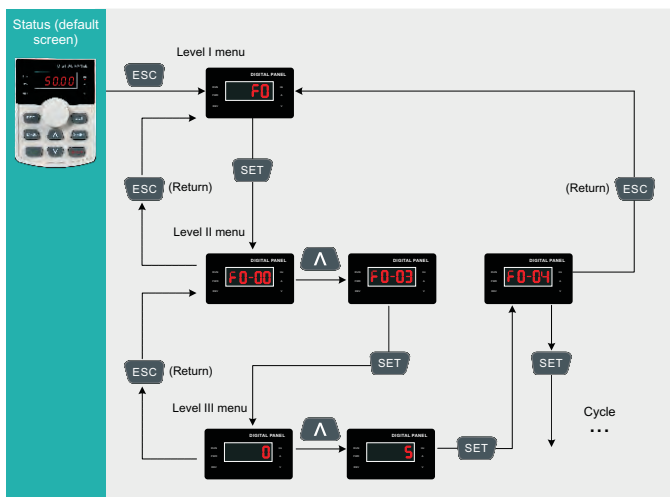 Status (default
screen)
50.00
ESC
Level I menu
DIGITAL PANEL
F0
SET
ESC
(Return)
(Return)
ESC
Level II menu
DIGITAL PANEL
F0-00
Λ
DIGITAL PANEL
F0-03
DIGITAL PANEL
F0-04
SET
SET
ESC
(Return)
Level III menu
DIGITAL PANEL
0
Λ
DIGITAL PANEL
5
SET
Cycle
...